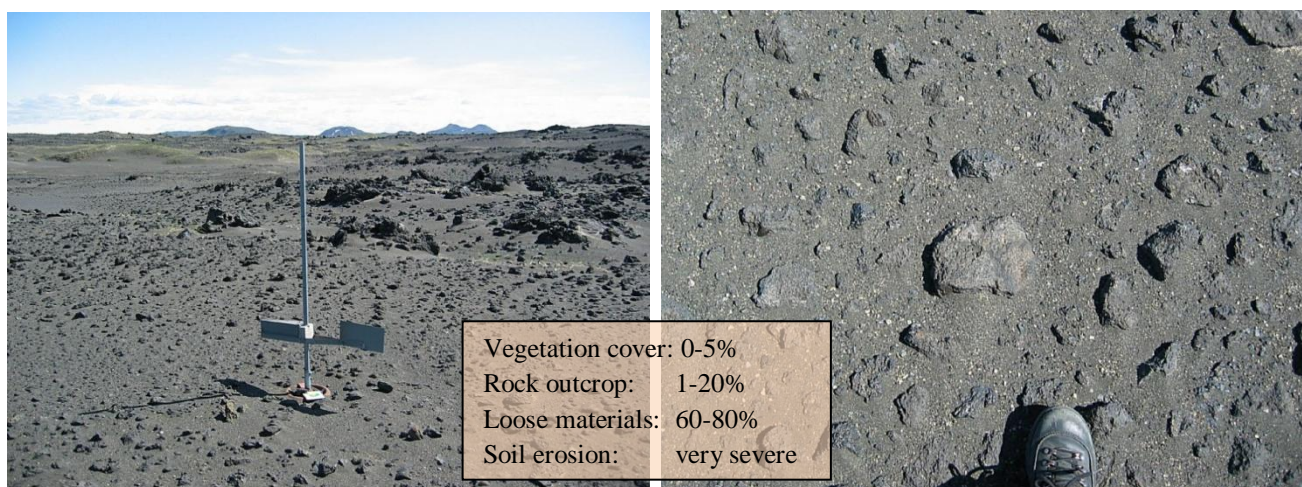 Vegetation cover: 0-5%
Rock outcrop: 1-20%
Loose materials: 60-80%
Soil erosion: very severe